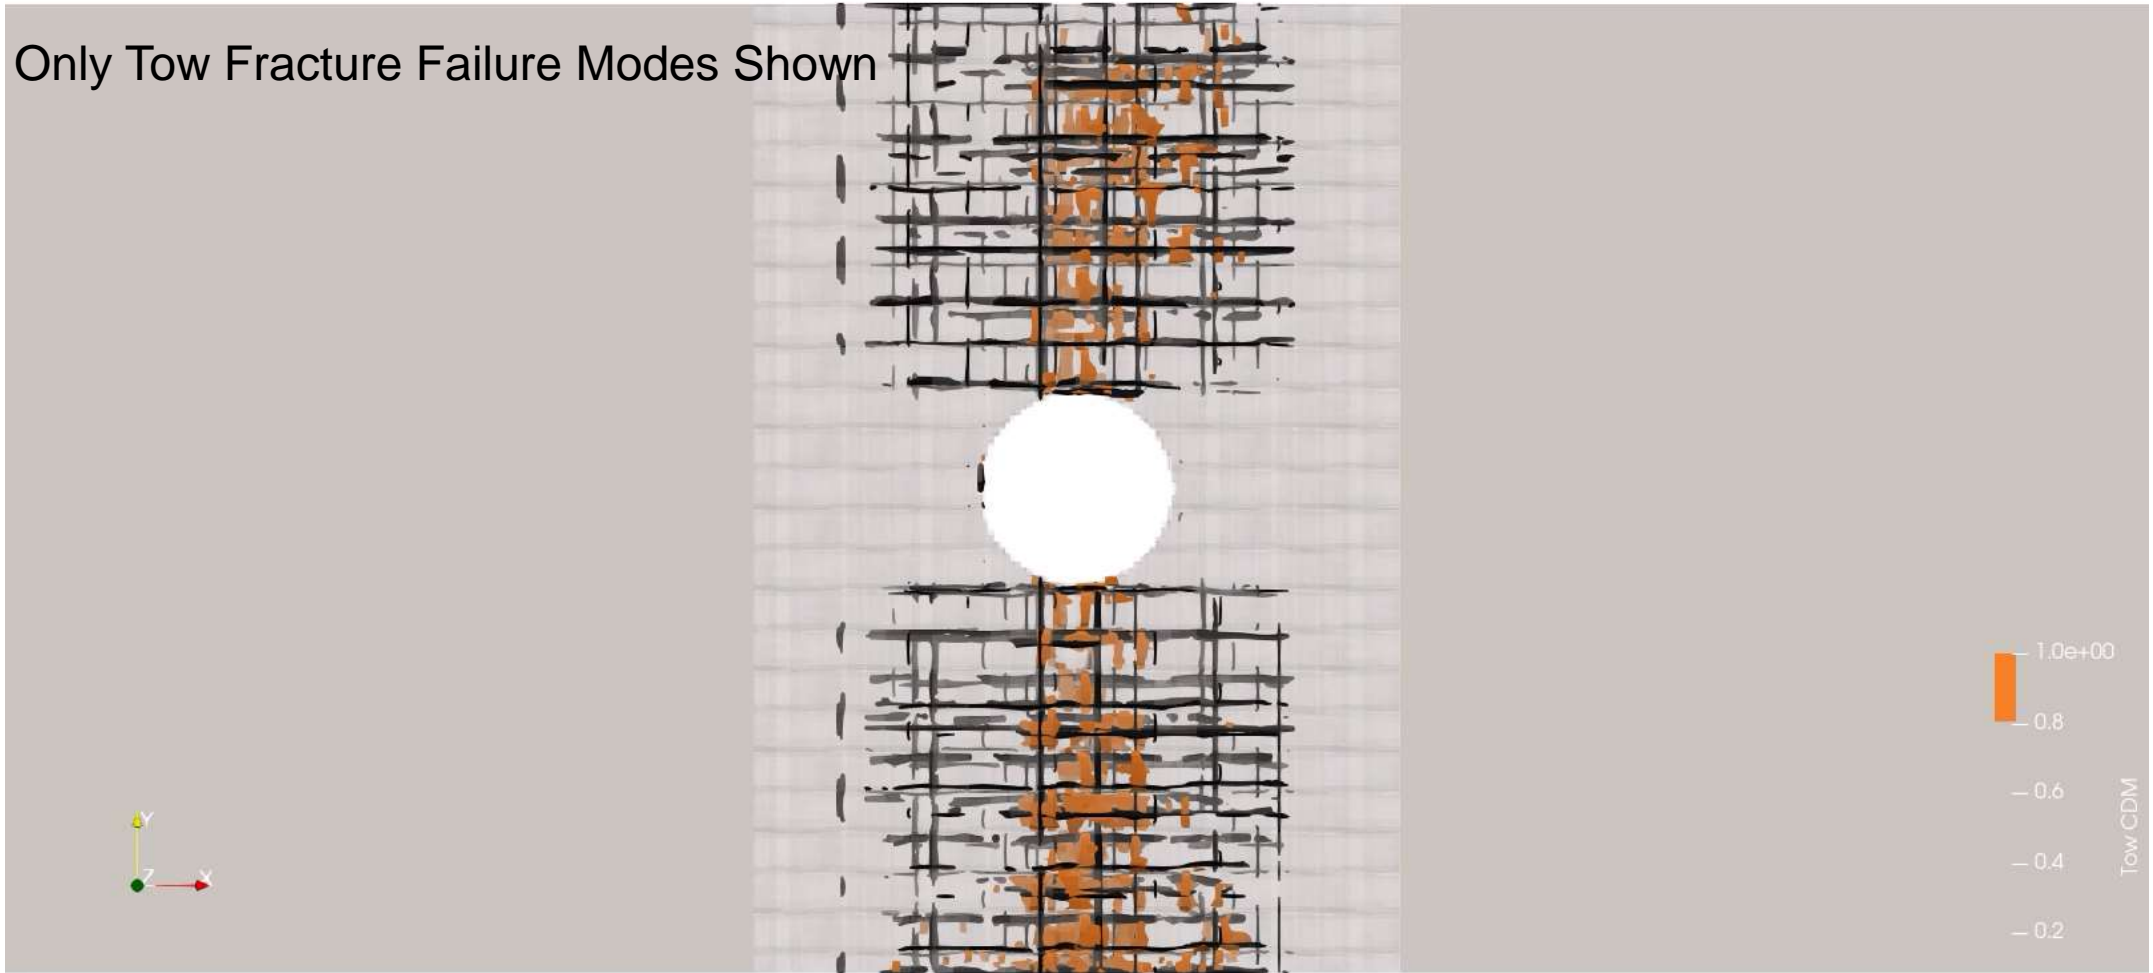 Only Tow Fracture Failure Modes Shown
1.0e+00
0.8
0.6
0.4
0.2
Tow CDM
Y
Z
X